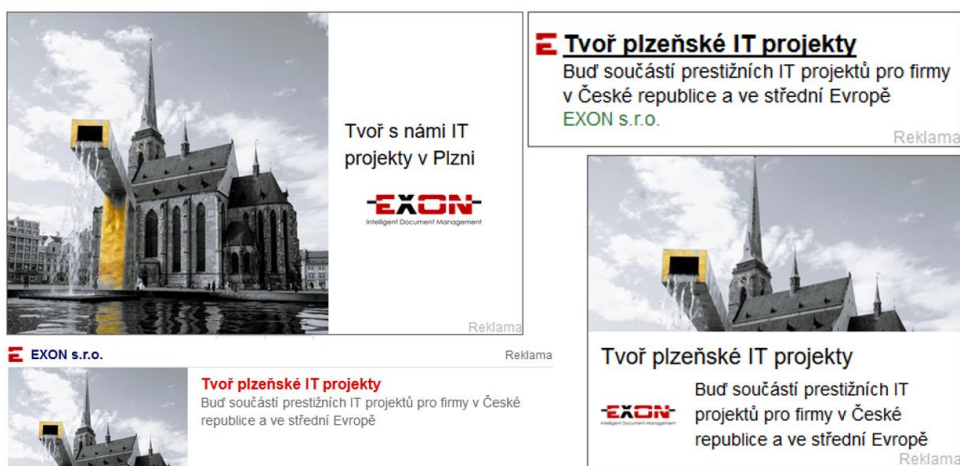 Tvoř s námi IT
projekty v Plzni
EXON
Intelligent Document Management
Reklama
Tvoř plzeňské IT projekty
Buď součástí prestižních IT projektů pro firmy
v České republice a ve střední Evropě
EXON s.r.o.
Reklama
EXON s.r.o.
Reklama
Tvoř plzeňské IT projekty
Buď součástí prestižních IT projektů pro firmy v České
republice a ve střední Evropě
Tvoř plzeňské IT projekty
EXON
Intelligent Document Management
Buď součástí prestižních IT
projektů pro firmy v České
republice a ve střední Evropě
Reklama